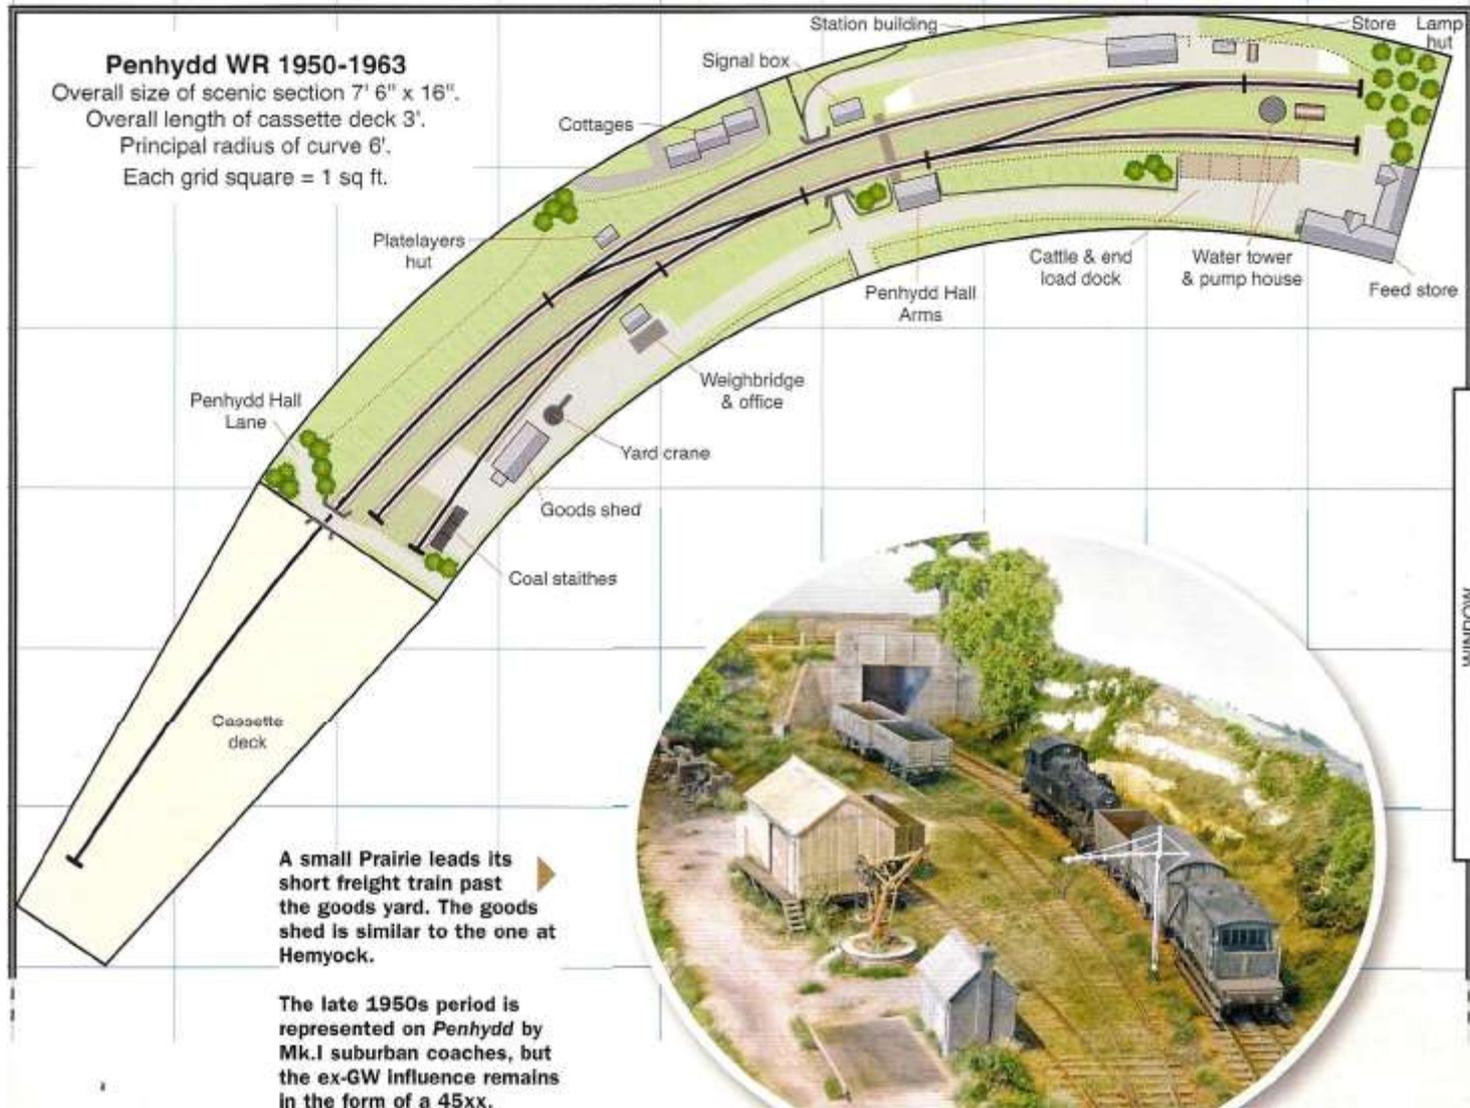 Penhydd WR 1950-1963
Overall size of scenic section 7' 6" x 16".
Overall length of cassette deck 3'.
Principal radius of curve 6'.
Each grid square = 1 sq ft.
Station building
Store
Lamp
hut
Signal box
Cottages
Platelayers
hut
Cattle & end
load dock
Water tower
& pump house
Feed store
Penhydd Hall
Arms
Weighbridge
& office
Penhydd Hall
Lane
Yard crane
Goods shed
Coal staithes
WINDOW
Cassette
deck
A small Prairie leads its
short freight train past
the goods yard. The goods
shed is similar to the one at
Hemyock.
The late 1950s period is
represented on Penhydd by
Mk.I suburban coaches, but
the ex-GW influence remains
in the form of a 45xx.